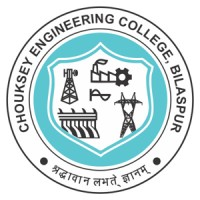 CHOUKSEY ENGINEERING COLLEGE, BILASPUR
• श्रद्धावान लभते् ज्ञानम् •